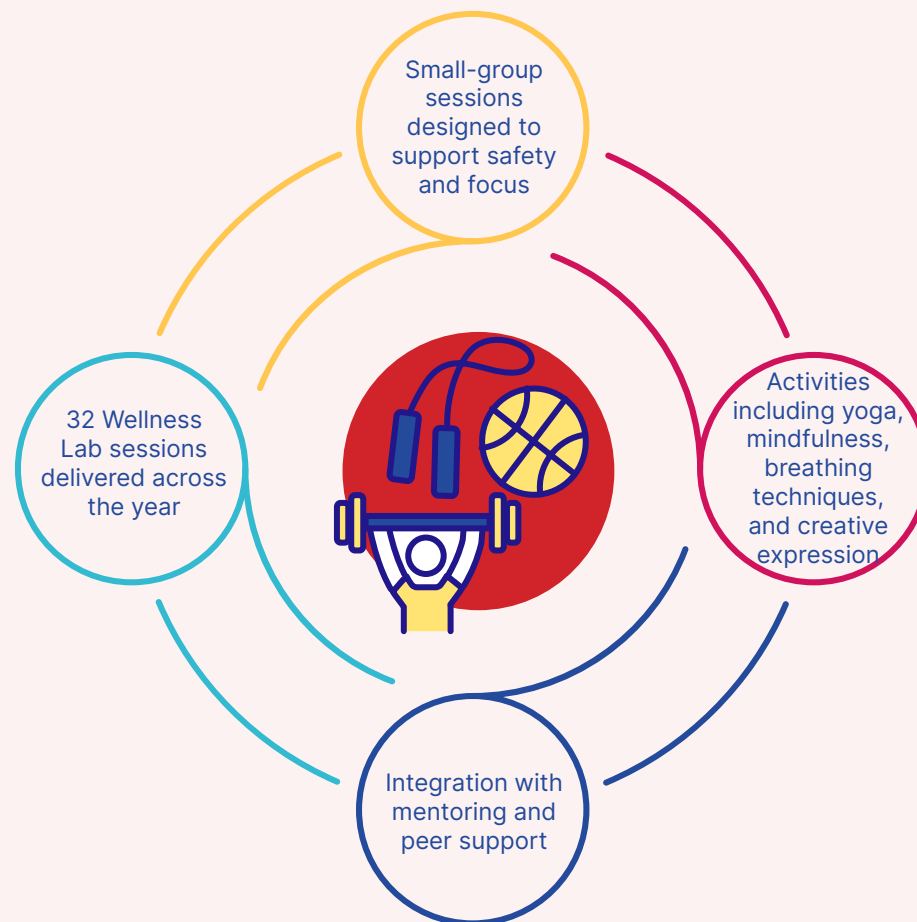 Small-group
sessions
designed to
support safety
and focus
32 Wellness
Lab sessions
delivered across
the year
Activities
including yoga,
mindfulness,
breathing
techniques,
and creative
expression
Integration with
mentoring and
peer support